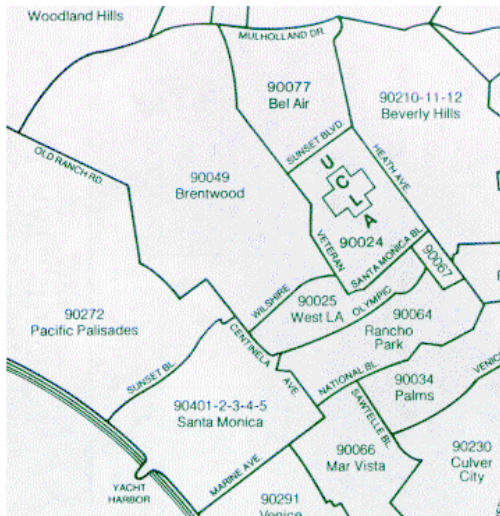 Woodland Hills
MULHOLLAND DR.
90077
Bel Air
90210-11-12
Beverly Hills
OLD RANCH RD.
SUNSET BLVD.
HEATH AVE.
90049
Brentwood
UCLA
VETERAN
90024
SANTA MONICA BL.
90067
WILSHIRE
90025
West LA
OLYMPIC
90064
Rancho
Park
90272
Pacific Palisades
CENTINELA
AVE
SUNSET BL.
NATIONAL BL.
90034
Palms
90401-2-3-4-5
Santa Monica
SAWTELLE BL.
90066
Mar Vista
90230
Culver
City
MARINE AVE.
YACHT
HARBOR
90291
Venice